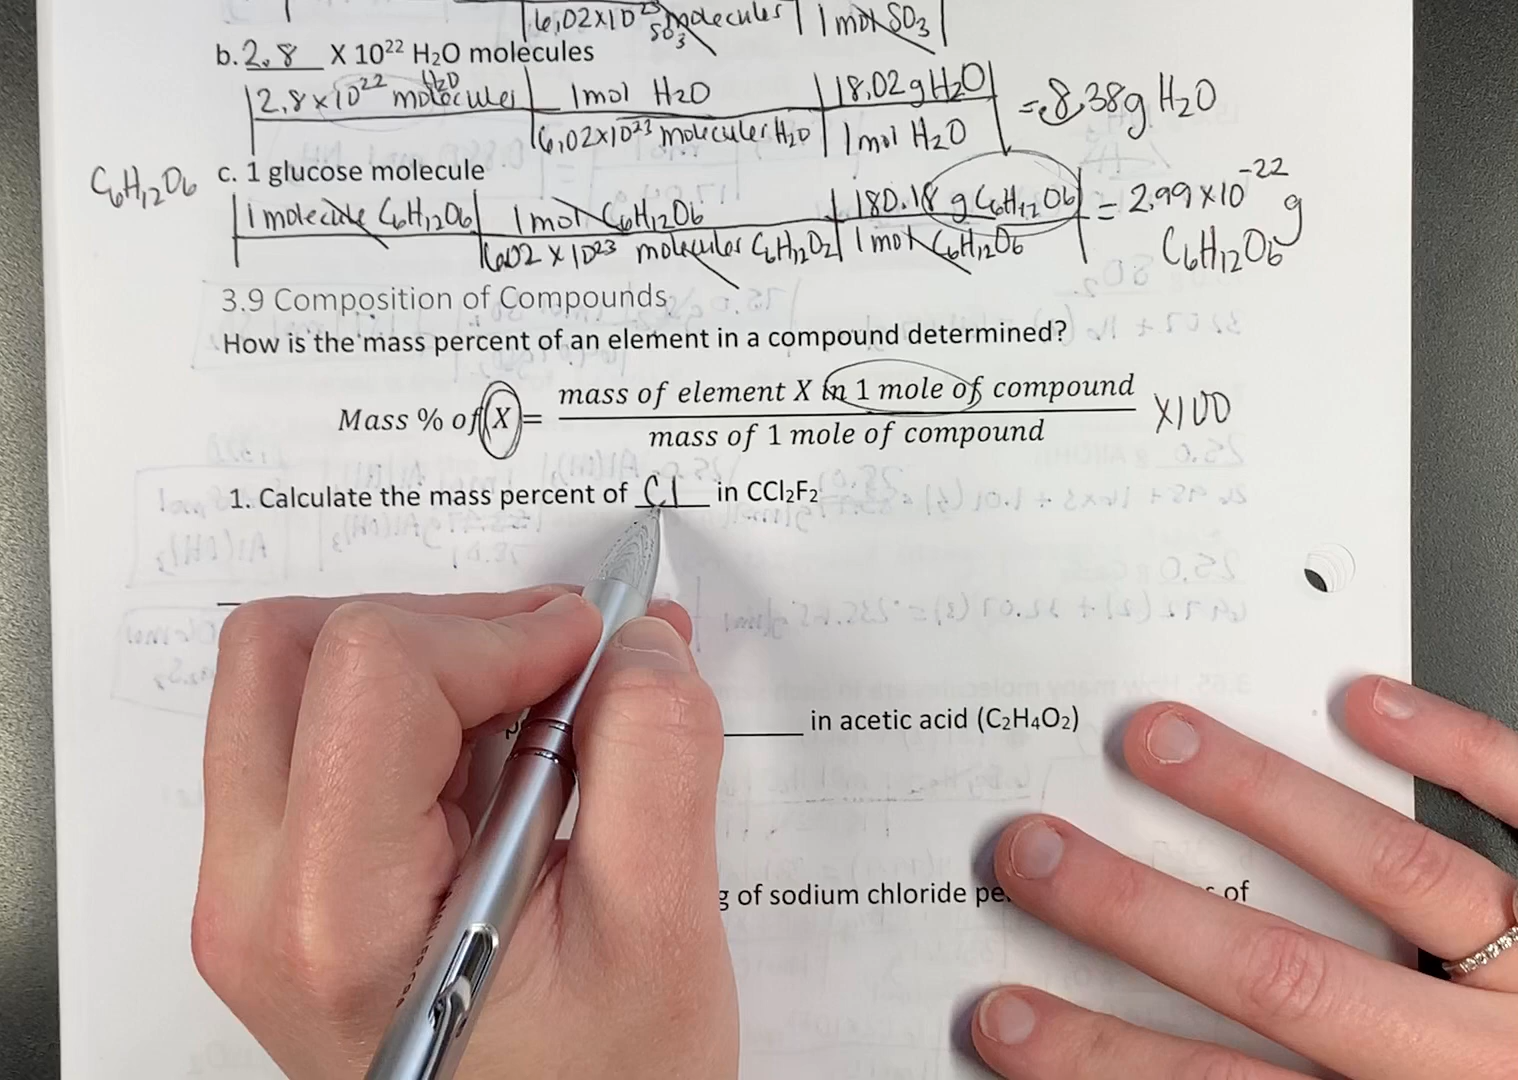 6.02x10²³ SO₃ molecules | 1 mol SO₃
b. 2.8 X 10²² H₂O molecules
2.8 x 10²² H₂O molecules | 1 mol H₂O | 18.02 g H₂O
6.02x10²³ molecules H₂O | 1 mol H₂O
= .838g H₂O
C₆H₁₂O₆ c. 1 glucose molecule
1 molecule C₆H₁₂O₆ | 1 mol C₆H₁₂O₆ | 180.18 g C₆H₁₂O₆ = 2.99 x 10⁻²² g
6.02 x 10²³ molecules C₆H₁₂O₂ | 1 mol C₆H₁₂O₆
C₆H₁₂O₆
3.9 Composition of Compounds
How is the mass percent of an element in a compound determined?
mass of element X in 1 mole of compound
Mass % of X = X100
mass of 1 mole of compound
1. Calculate the mass percent of Cl in CCl₂F₂
in acetic acid (C₂H₄O₂)
g of sodium chloride of